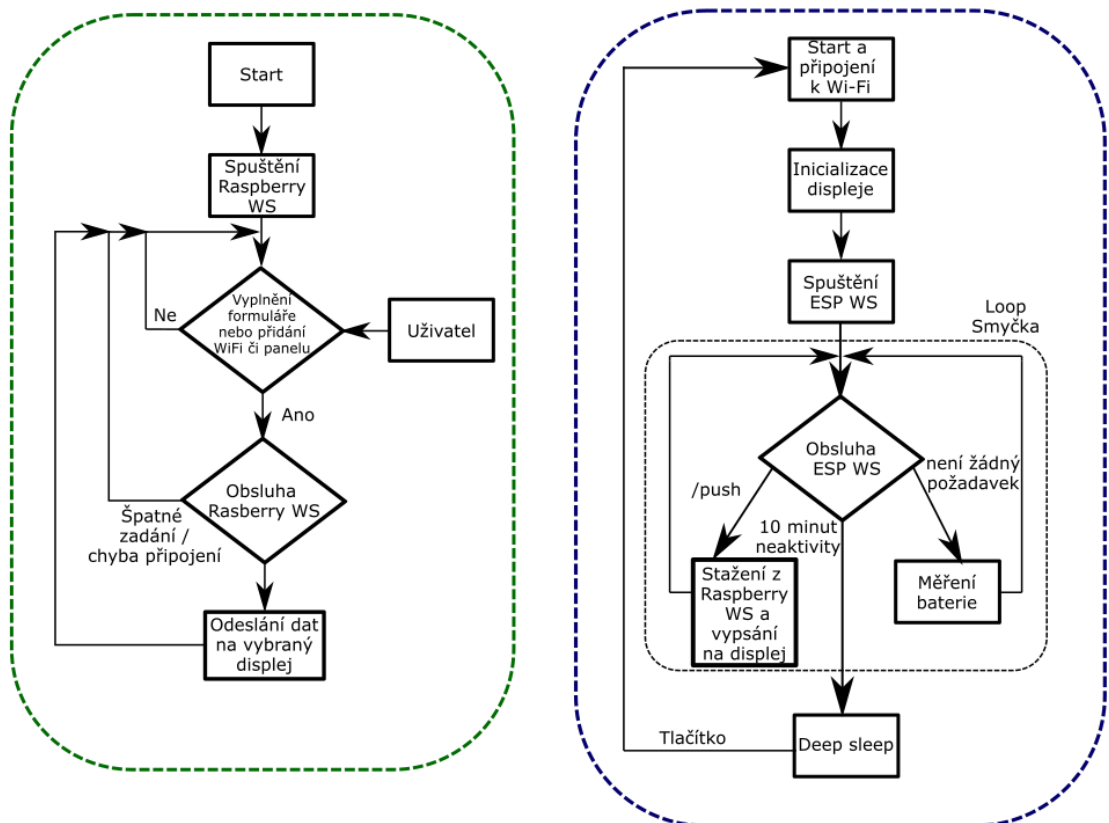 Start
Spuštění
Raspberry
WS
Vyplnění
formuláře
nebo přidání
WiFi či panelu
Ne
Uživatel
Ano
Obsluha
Rasberry WS
Špatné
zadání /
chyba připojení
Odeslání dat
na vybraný
displej
Start a
připojení
k Wi-Fi
Inicializace
displeje
Spuštění
ESP WS
Loop
Smyčka
Obsluha
ESP WS
/push
10 minut
neaktivity
není žádný
požadavek
Stažení z
Raspberry
WS a
vypsání
na displej
Měření
baterie
Tlačítko
Deep sleep